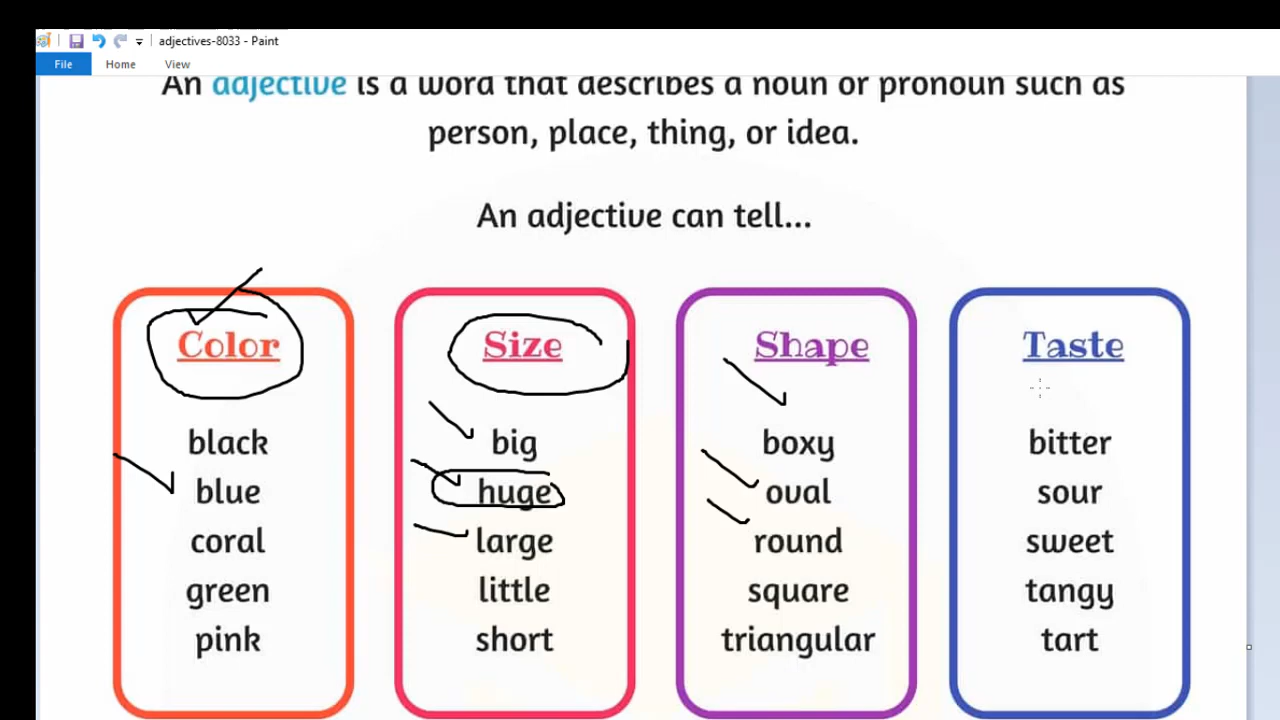 adjectives-8033 - Paint
File Home View
An adjective is a word that describes a noun or pronoun such as
person, place, thing, or idea.
An adjective can tell...
Color
black
blue
coral
green
pink
Size
big
huge
large
little
short
Shape
boxy
oval
round
square
triangular
Taste
bitter
sour
sweet
tangy
tart